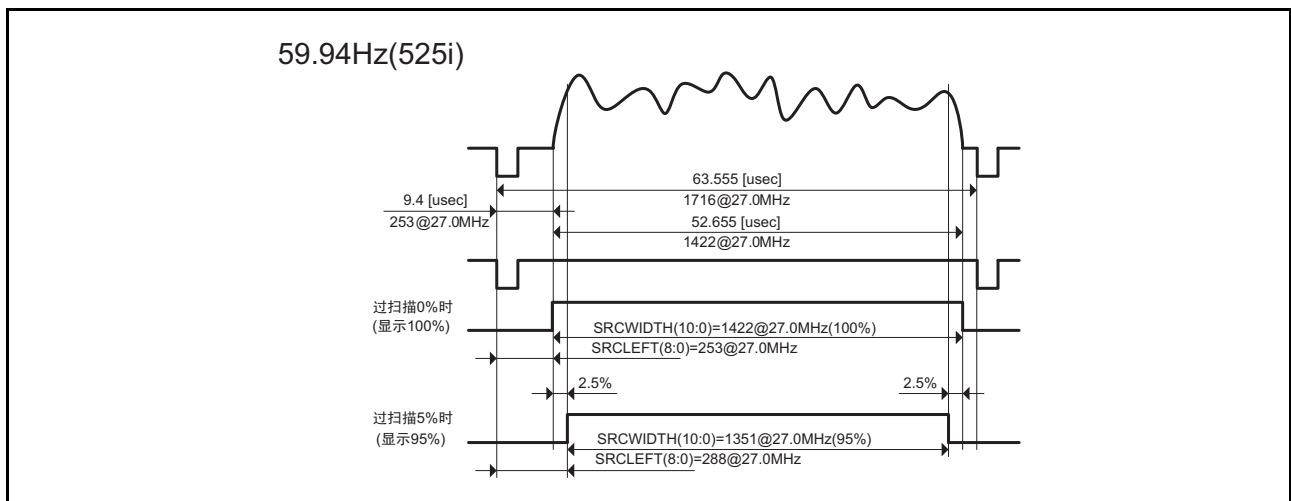 59.94Hz(525i)
63.555 [usec]
9.4 [usec]
1716@27.0MHz
253@27.0MHz
52.655 [usec]
1422@27.0MHz
过扫描0%时
(显示100%)
SRCWIDTH(10:0)=1422@27.0MHz(100%)
SRCLEFT(8:0)=253@27.0MHz
2.5%
2.5%
过扫描5%时
(显示95%)
SRCWIDTH(10:0)=1351@27.0MHz(95%)
SRCLEFT(8:0)=288@27.0MHz